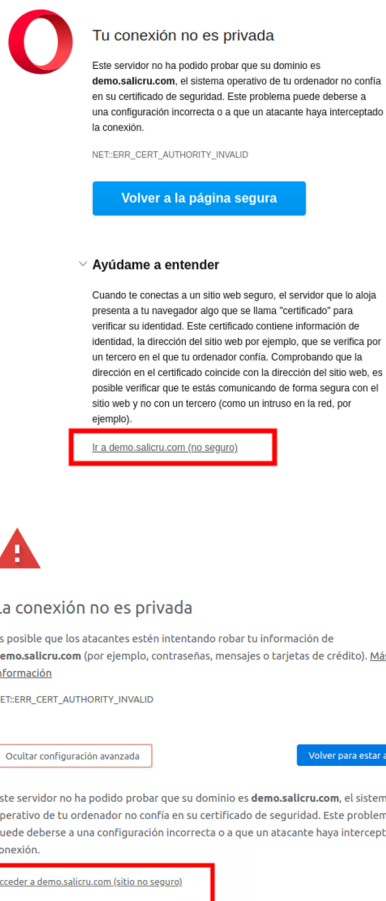 Tu conexión no es privada
Este servidor no ha podido probar que su dominio es
demo.salicru.com, el sistema operativo de tu ordenador no confía
en su certificado de seguridad. Este problema puede deberse a
una configuración incorrecta o a que un atacante haya interceptado
la conexión.
NET::ERR_CERT_AUTHORITY_INVALID
Volver a la página segura
Ayúdame a entender
Cuando te conectas a un sitio web seguro, el servidor que lo aloja
presenta a tu navegador algo que se llama "certificado" para
verificar su identidad. Este certificado contiene información de
identidad, la dirección del sitio web por ejemplo, que se verifica por
un tercero en el que tu ordenador confía. Comprobando que la
dirección en el certificado coincide con la dirección del sitio web, es
posible verificar que te estás comunicando de forma segura con el
sitio web y no con un tercero (como un intruso en la red, por
ejemplo).
Ir a demo.salicru.com (no seguro)
La conexión no es privada
s posible que los atacantes estén intentando robar tu información de
emo.salicru.com (por ejemplo, contraseñas, mensajes o tarjetas de crédito). Más
nformación
ET::ERR_CERT_AUTHORITY_INVALID
Ocultar configuración avanzada
Volver para estar a
ste servidor no ha podido probar que su dominio es demo.salicru.com, el sistem
perativo de tu ordenador no confía en su certificado de seguridad. Este problem
uede deberse a una configuración incorrecta o a que un atacante haya intercept
onexión.
cceder a demo.salicru.com (sitio no seguro)